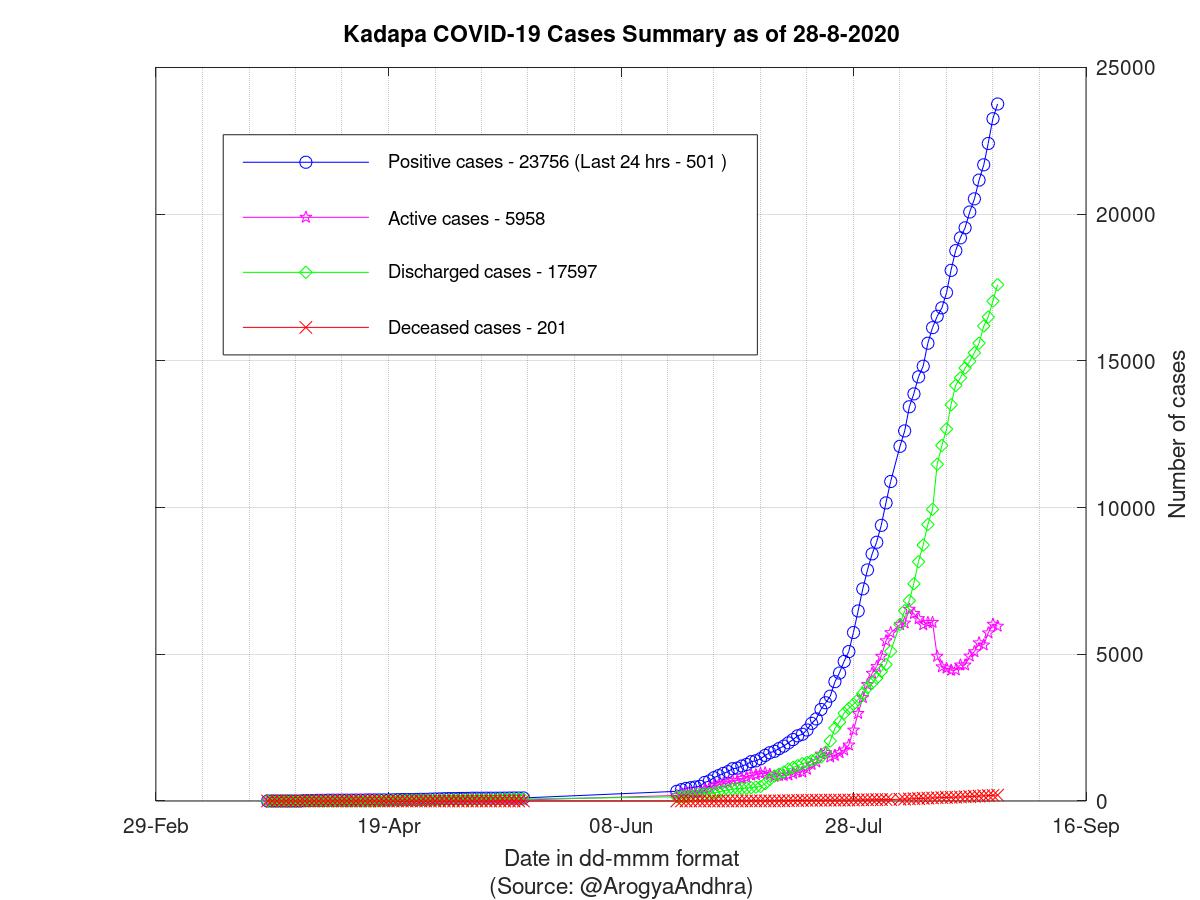 Kadapa COVID-19 Cases Summary as of 28-8-2020
25000
Positive cases - 23756 (Last 24 hrs - 501 )
Active cases - 5958
20000
Discharged cases - 17597
Deceased cases - 201
15000
Number of cases
10000
5000
0
29-Feb 19-Apr 08-Jun 28-Jul 16-Sep
Date in dd-mmm format
(Source: @ArogyaAndhra)